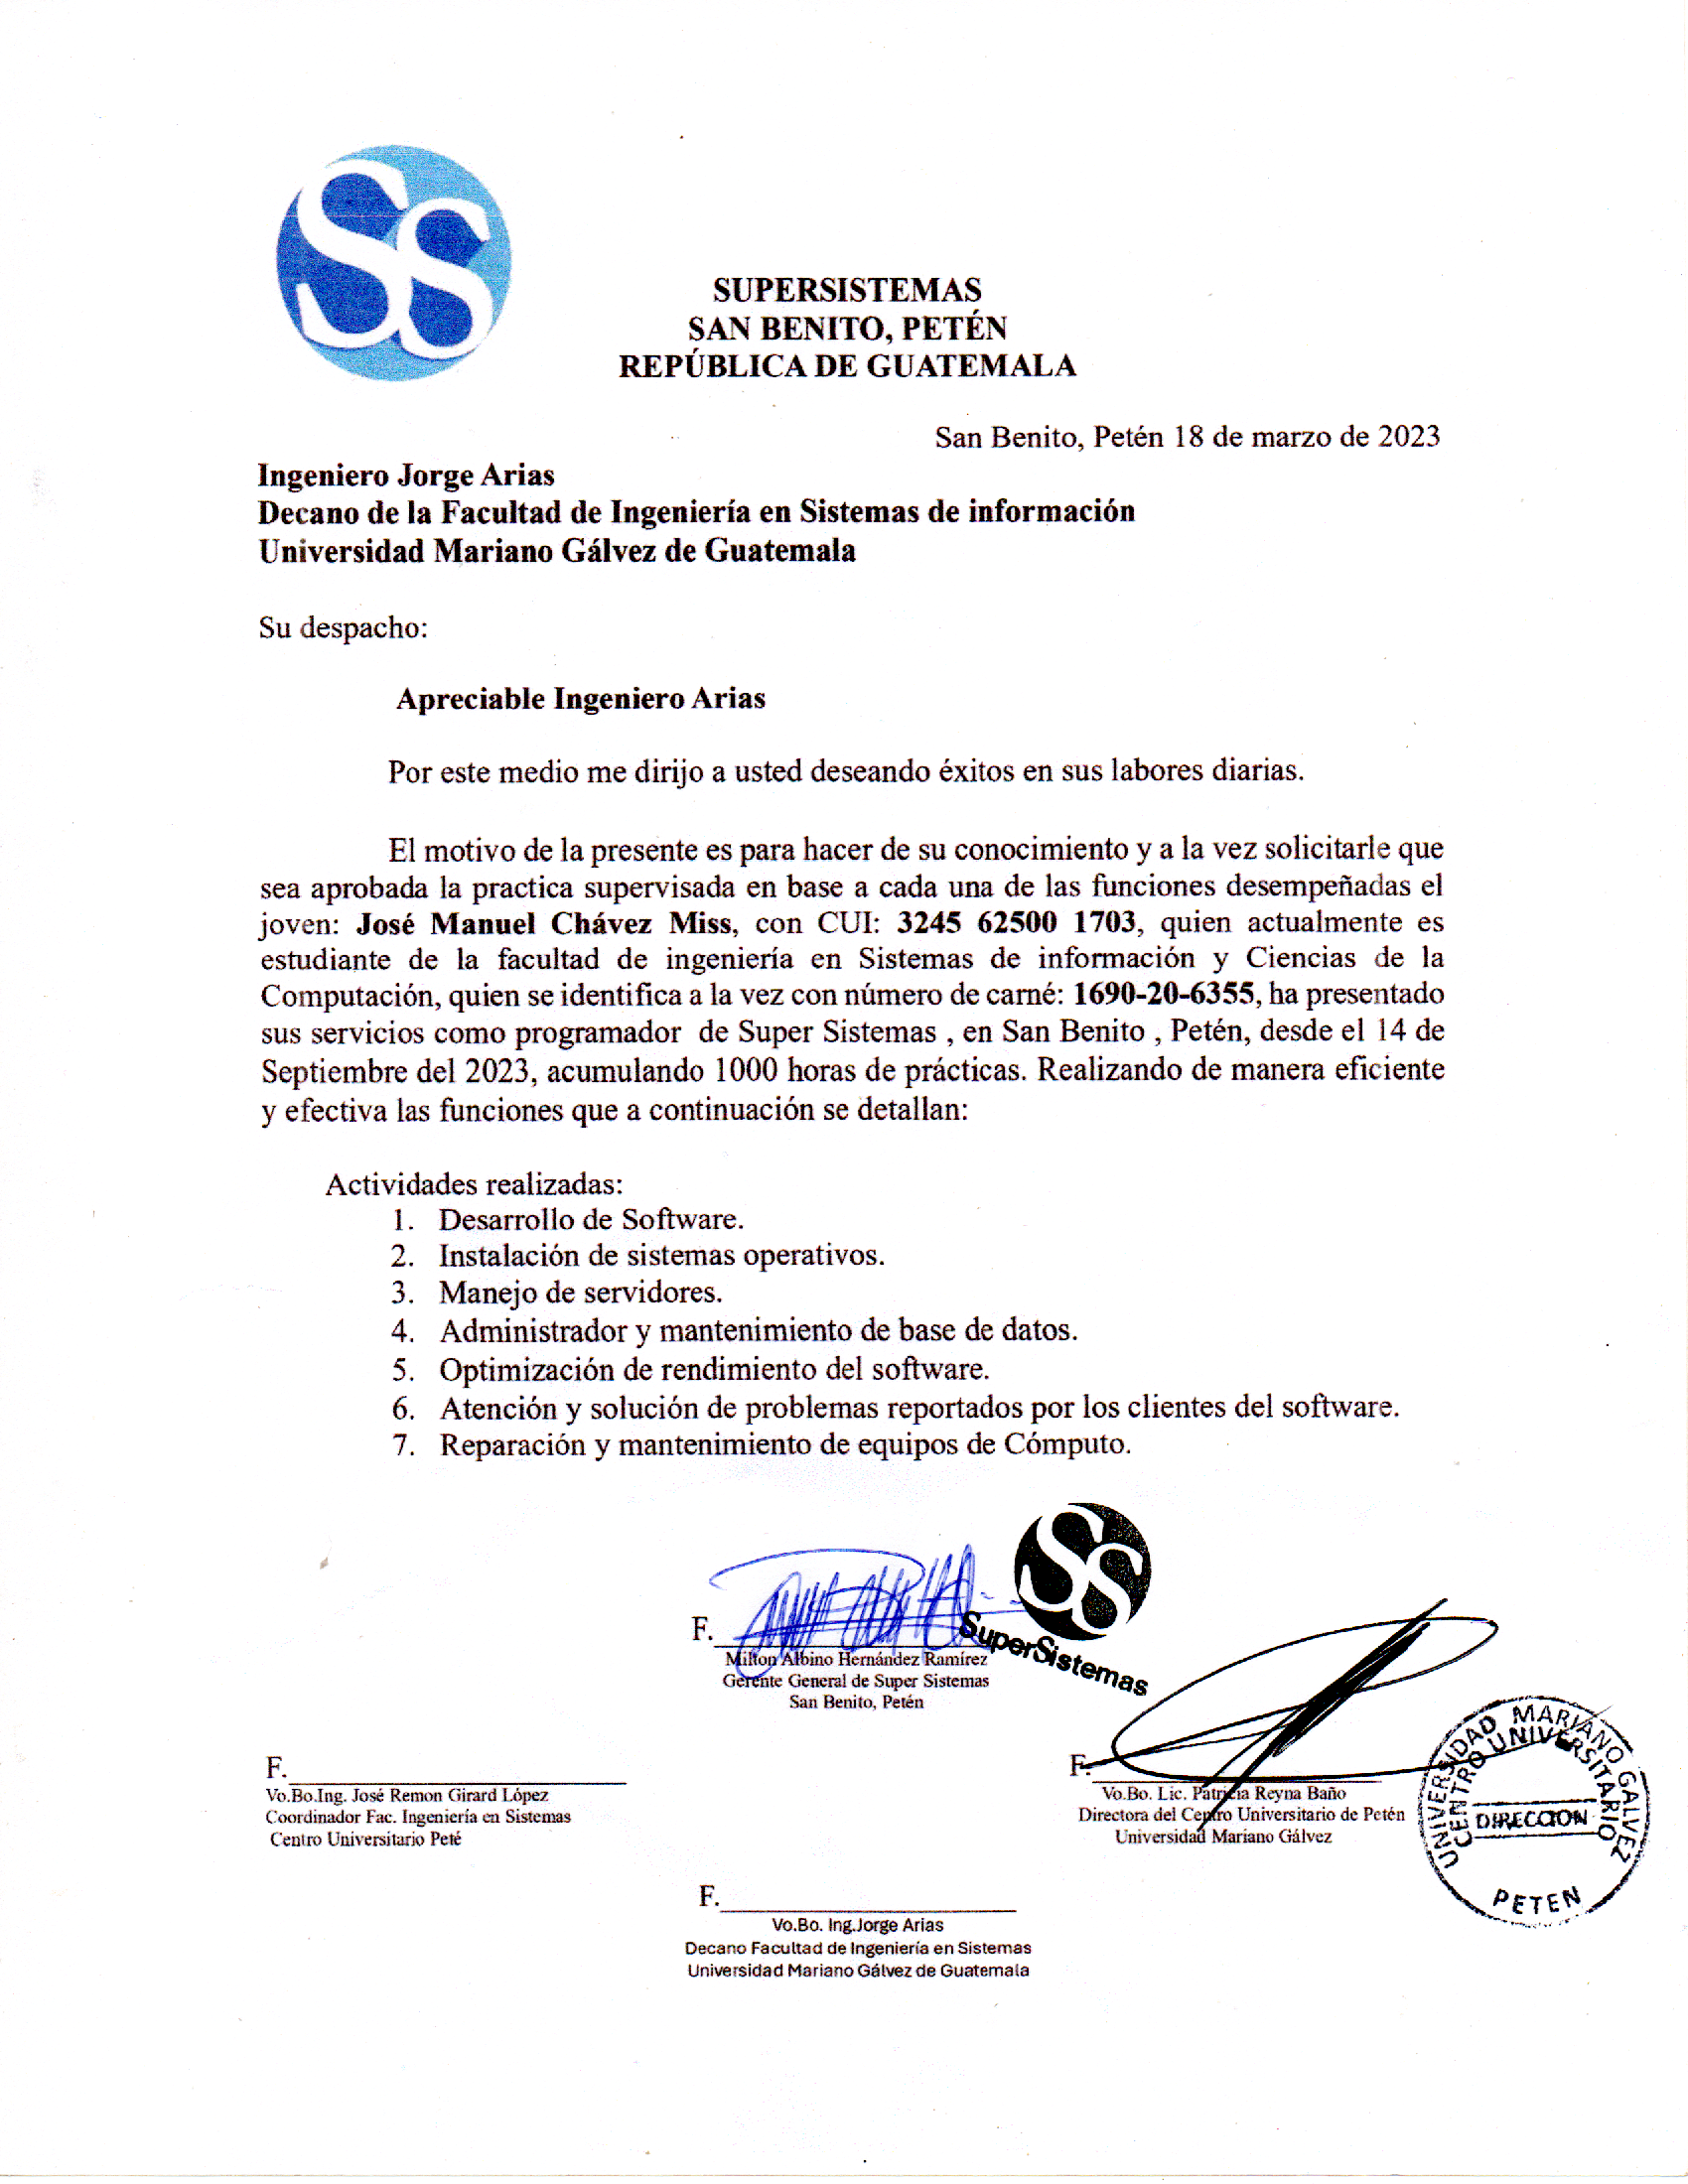 SS
SUPERSISTEMAS
SAN BENITO, PETÉN
REPÚBLICA DE GUATEMALA
San Benito, Petén 18 de marzo de 2023
Ingeniero Jorge Arias
Decano de la Facultad de Ingeniería en Sistemas de información
Universidad Mariano Gálvez de Guatemala
Su despacho:
Apreciable Ingeniero Arias
Por este medio me dirijo a usted deseando éxitos en sus labores diarias.
El motivo de la presente es para hacer de su conocimiento y a la vez solicitarle que
sea aprobada la practica supervisada en base a cada una de las funciones desempeñadas el
joven: José Manuel Chávez Miss, con CUI: 3245 62500 1703, quien actualmente es
estudiante de la facultad de ingeniería en Sistemas de información y Ciencias de la
Computación, quien se identifica a la vez con número de carné: 1690-20-6355, ha presentado
sus servicios como programador de Super Sistemas , en San Benito , Petén, desde el 14 de
Septiembre del 2023, acumulando 1000 horas de prácticas. Realizando de manera eficiente
y efectiva las funciones que a continuación se detallan:
Actividades realizadas:
1. Desarrollo de Software.
2. Instalación de sistemas operativos.
3. Manejo de servidores.
4. Administrador y mantenimiento de base de datos.
5. Optimización de rendimiento del software.
6. Atención y solución de problemas reportados por los clientes del software.
7. Reparación y mantenimiento de equipos de Cómputo.
SS
SuperSistemas
F.
Milton Albino Hernández Ramírez
Gerente General de Super Sistemas
San Benito, Petén
F.
Vo.Bo.Ing. José Remon Girard López
Coordinador Fac. Ingeniería en Sistemas
Centro Universitario Peté
F.
Vo.Bo. Lic. Patricia Reyna Baño
Directora del Centro Universitario de Petén
Universidad Mariano Gálvez
UNIVERSIDAD MARIANO GALVEZ
CENTRO UNIVERSITARIO
DIRECCION
PETEN
F.
Vo.Bo. Ing.Jorge Arias
Decano Facultad de Ingeniería en Sistemas
Universidad Mariano Gálvez de Guatemala